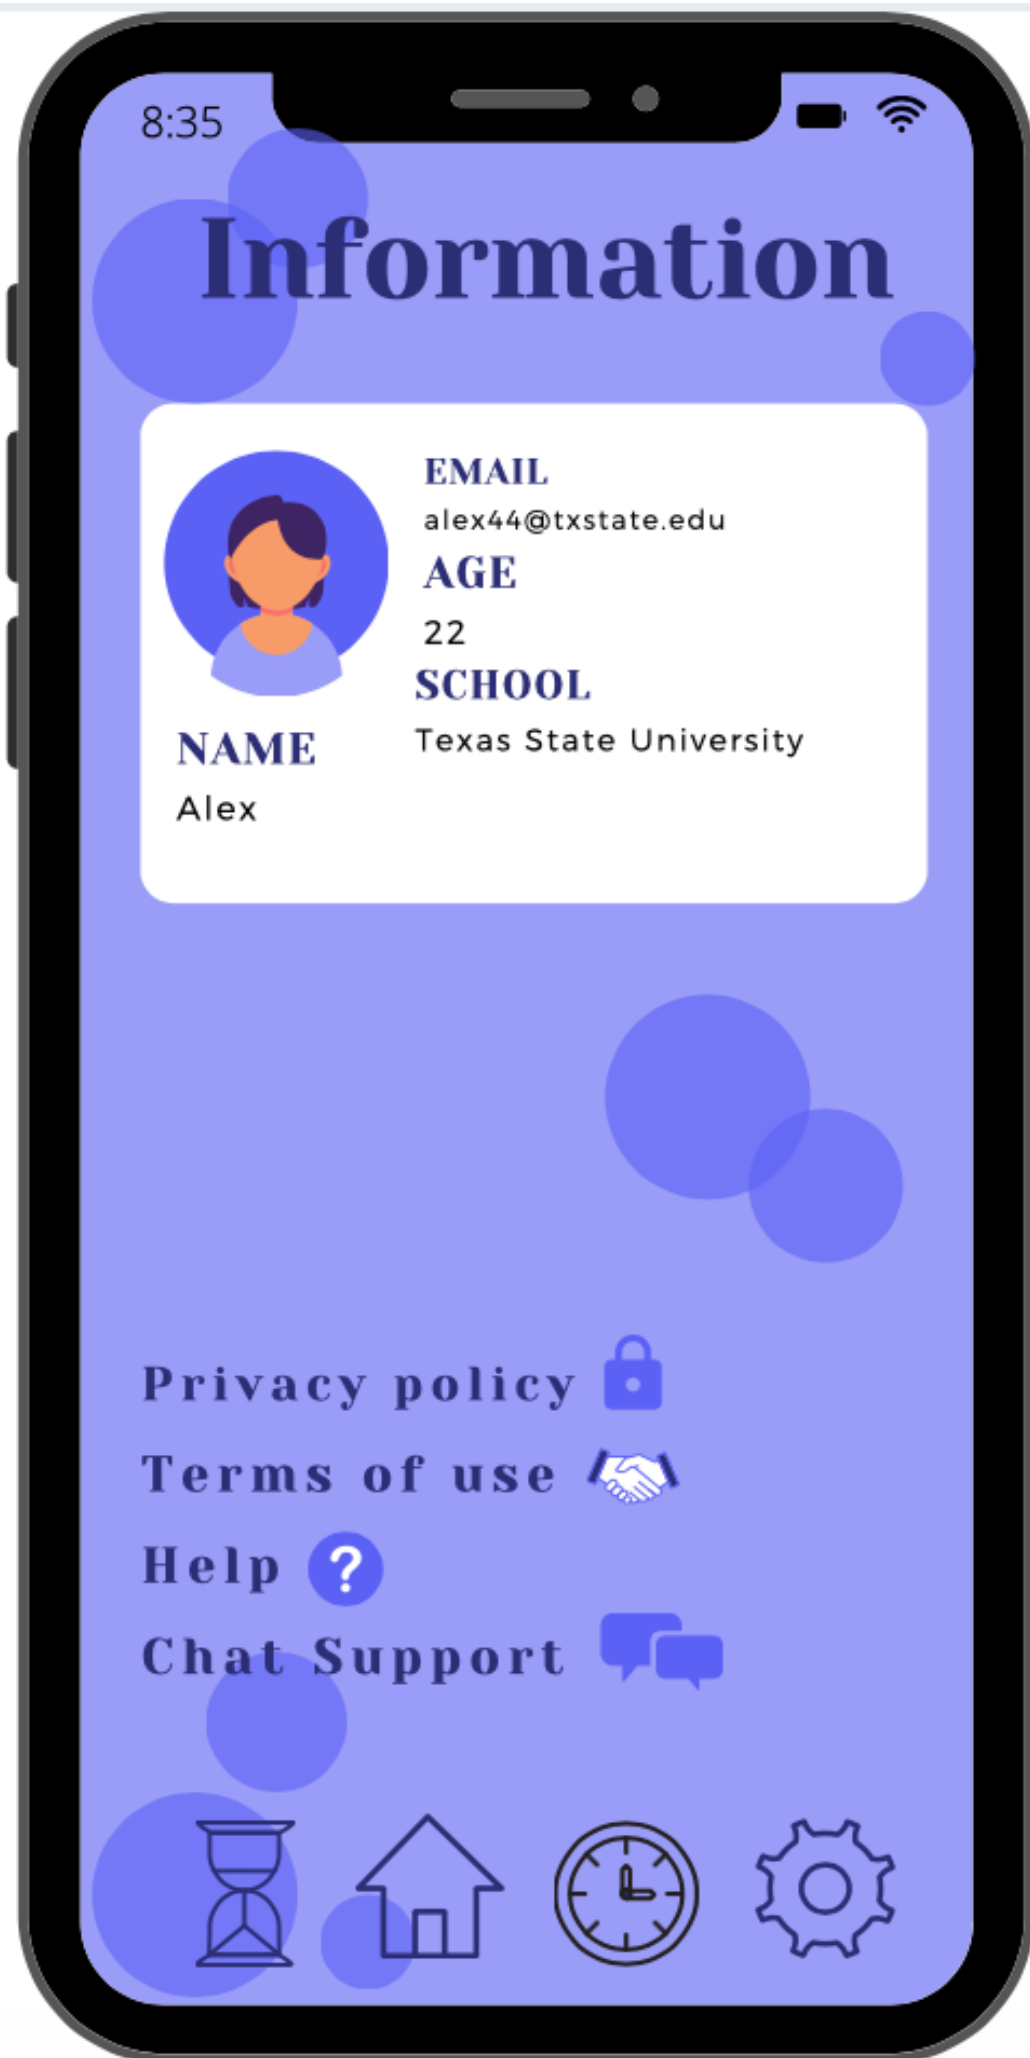 8:35
Information
EMAIL
alex44@txstate.edu
AGE
22
SCHOOL
Texas State University
NAME
Alex
Privacy policy
Terms of use
Help ?
Chat Support